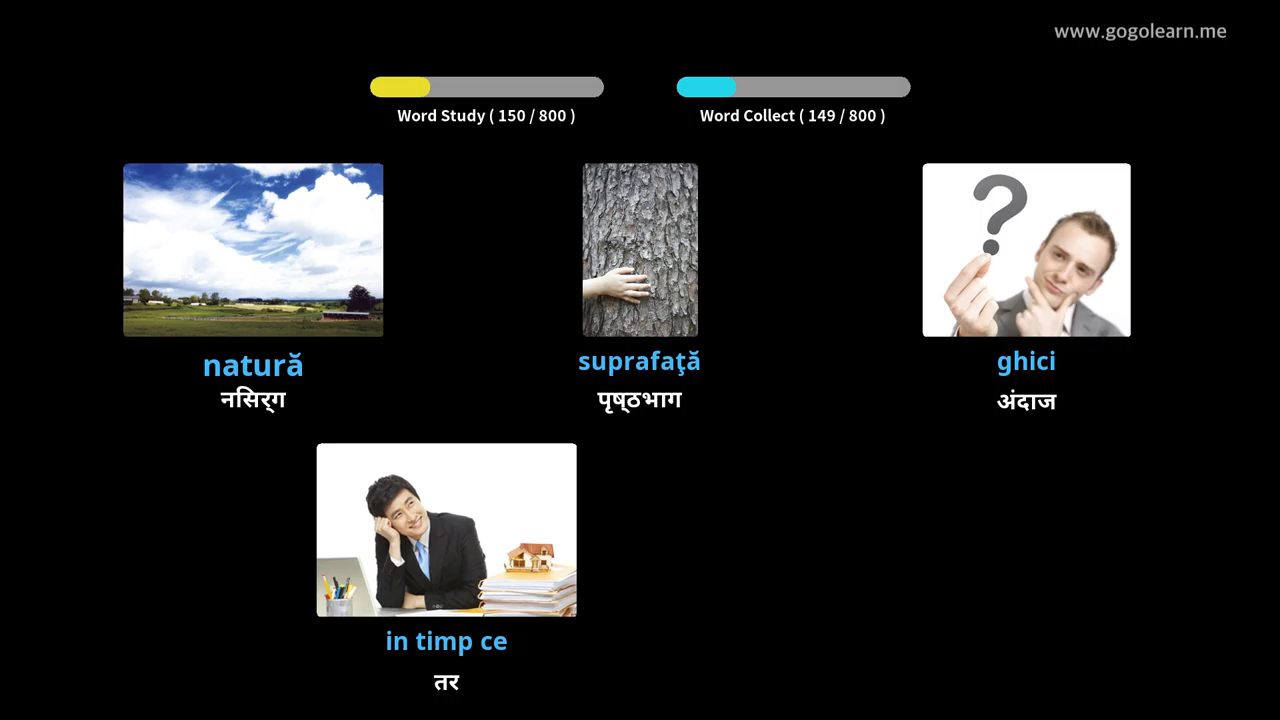 www.gogolearn.me
Word Study ( 150 / 800 )
Word Collect ( 149 / 800 )
natură
निसर्ग
suprafaţă
पृष्ठभाग
ghici
अंदाज
in timp ce
तर